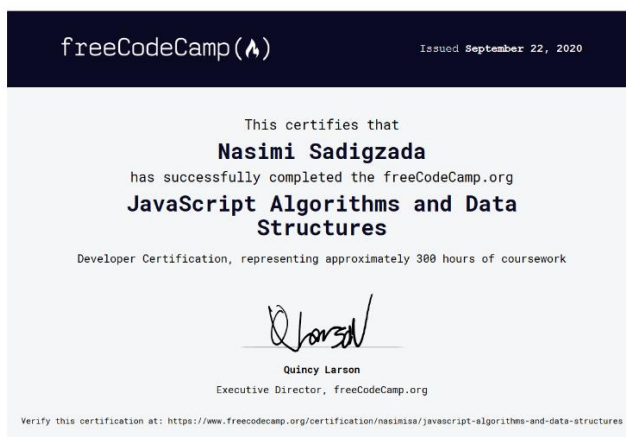 freeCodeCamp
Issued September 22, 2020
This certifies that
Nasimi Sadigzada
has successfully completed the freeCodeCamp.org
JavaScript Algorithms and Data
Structures
Developer Certification, representing approximately 300 hours of coursework
Q Larson
Quincy Larson
Executive Director, freeCodeCamp.org
Verify this certification at: https://www.freecodecamp.org/certification/nasimisa/javascript-algorithms-and-data-structures